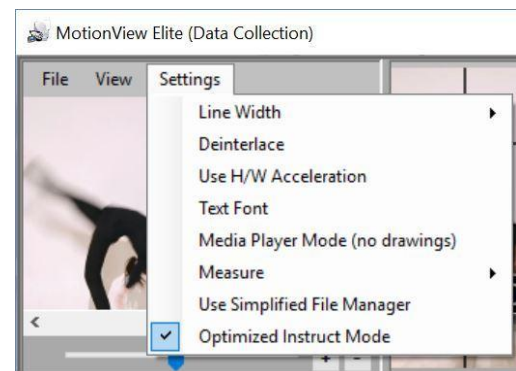 MotionView Elite (Data Collection)
File View Settings
Line Width
Deinterlace
Use H/W Acceleration
Text Font
Media Player Mode (no drawings)
Measure
Use Simplified File Manager
Optimized Instruct Mode